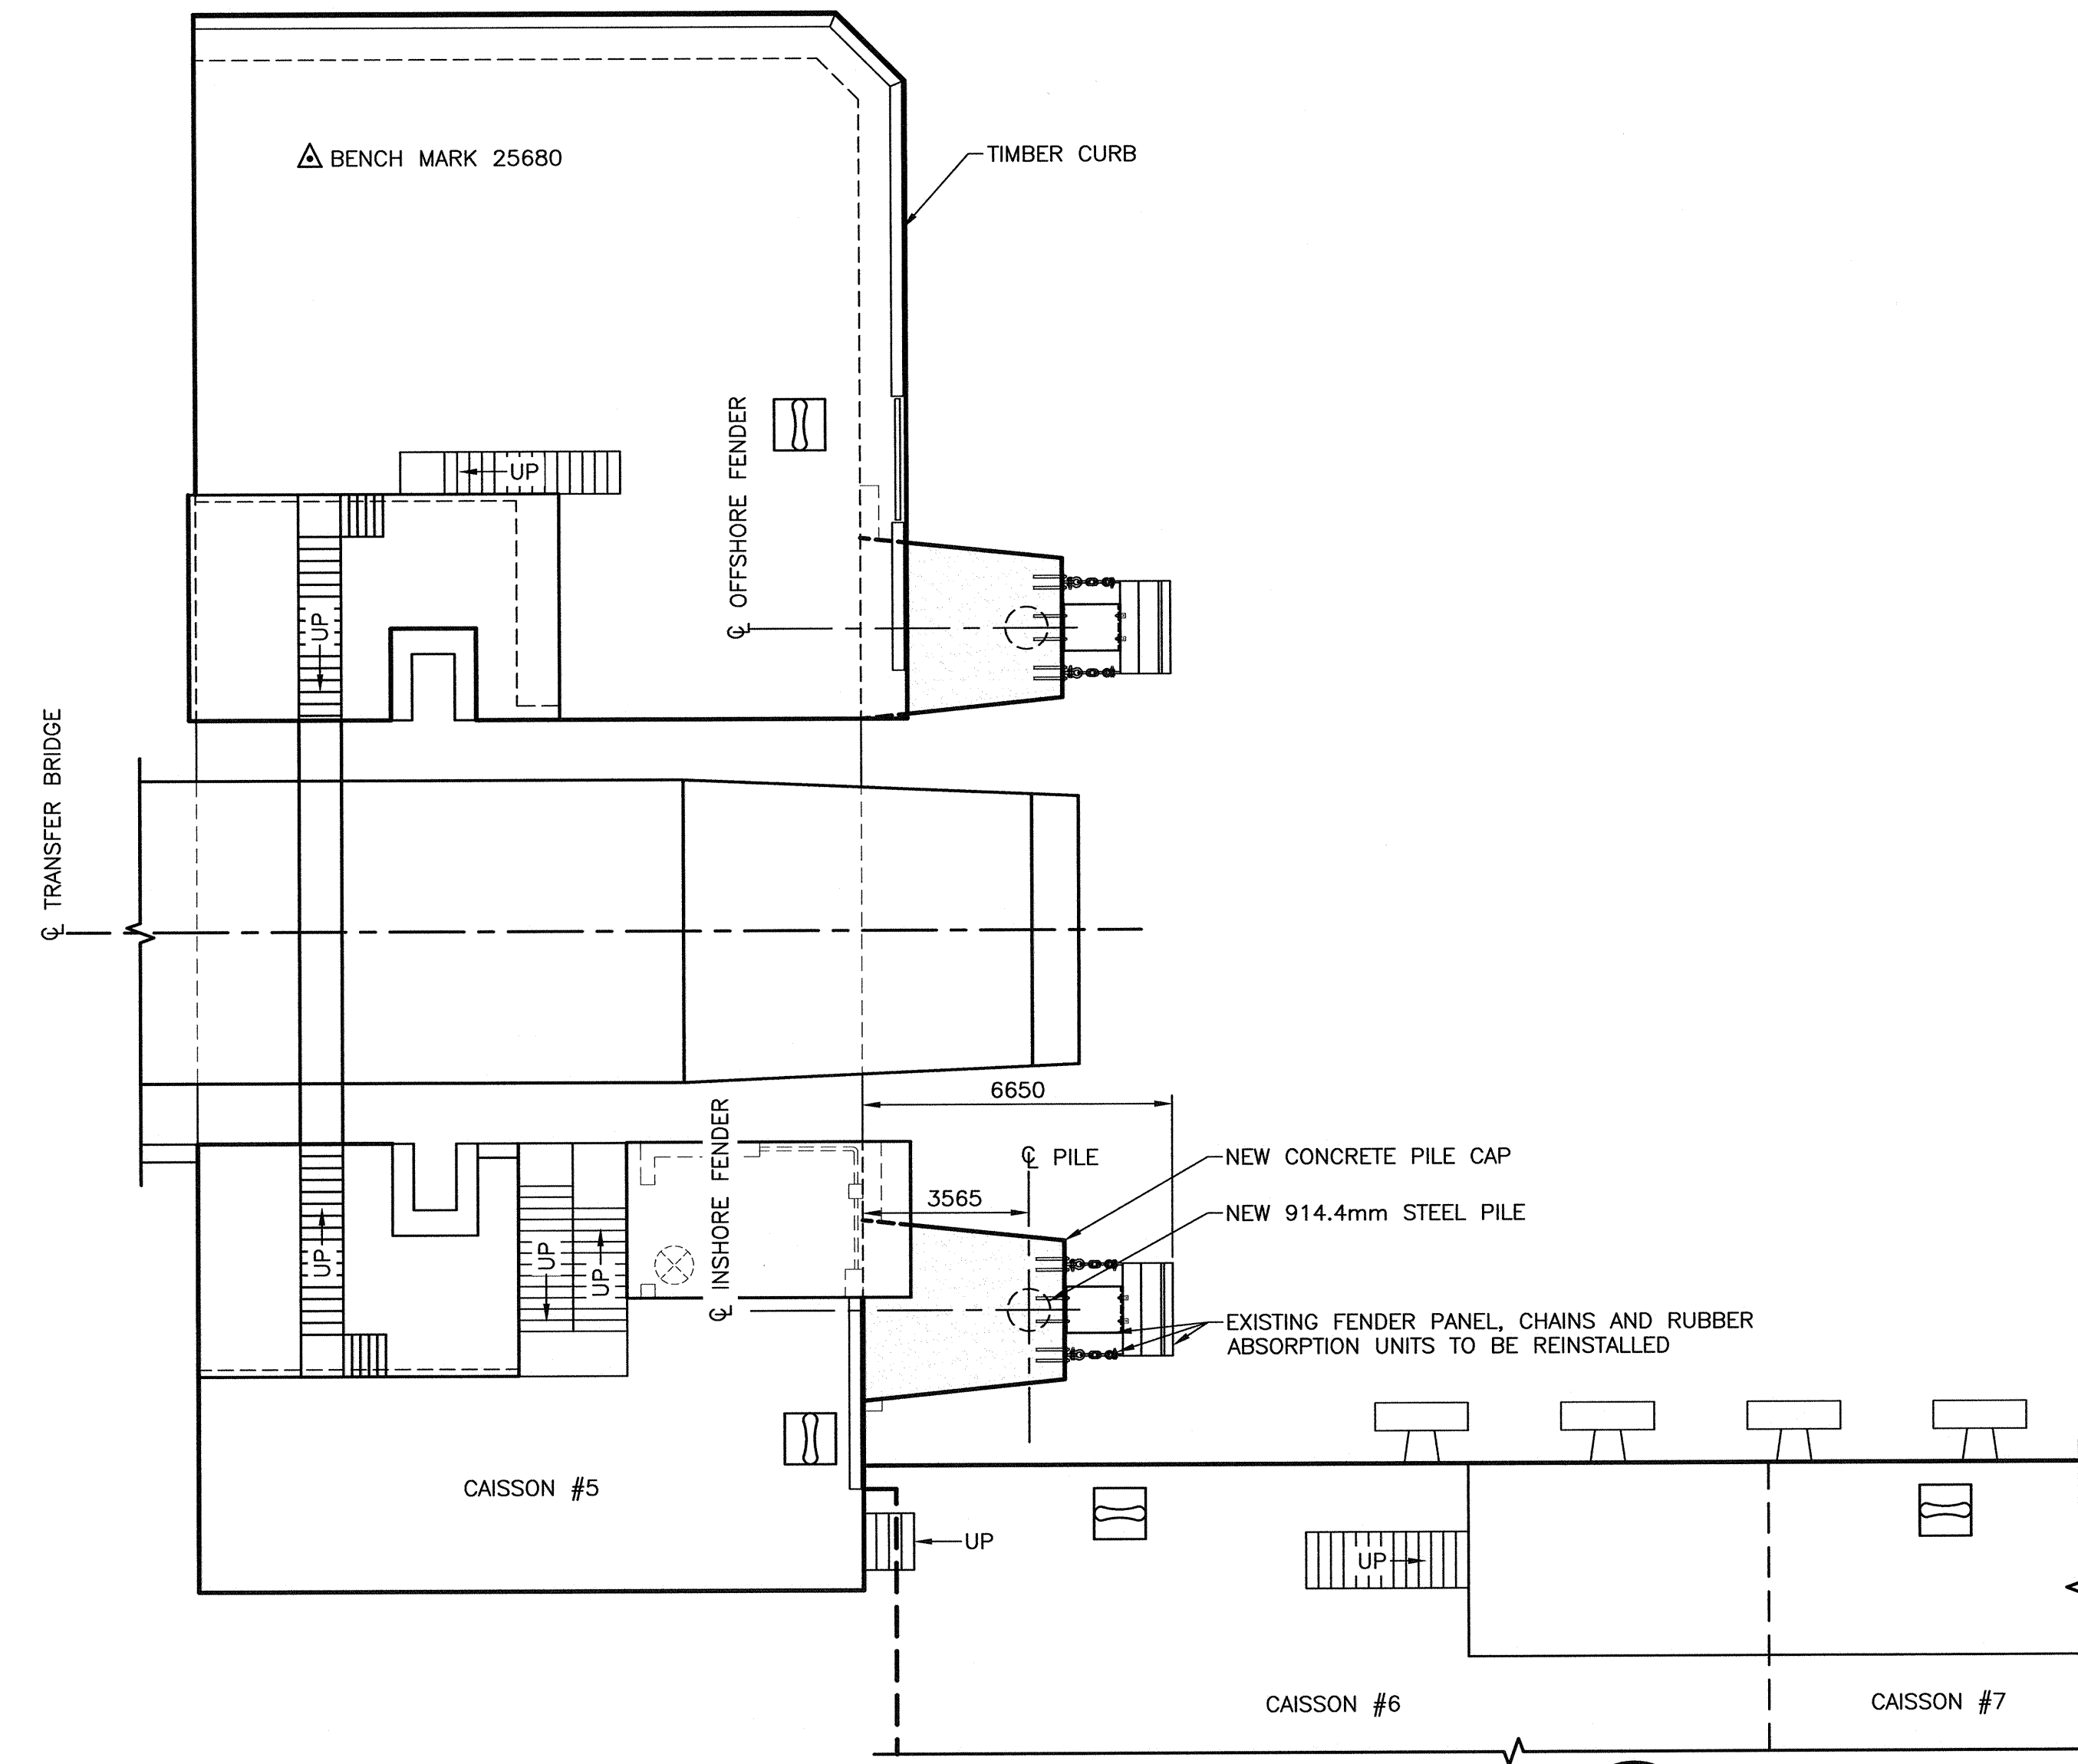 BENCH MARK 25680
TIMBER CURB
℄ OFFSHORE FENDER
UP
UP
℄ TRANSFER BRIDGE
6650
℄ INSHORE FENDER
℄ PILE
NEW CONCRETE PILE CAP
3565
NEW 914.4mm STEEL PILE
UP
UP
UP
EXISTING FENDER PANEL, CHAINS AND RUBBER
ABSORPTION UNITS TO BE REINSTALLED
CAISSON #5
UP
UP
CAISSON #6
CAISSON #7